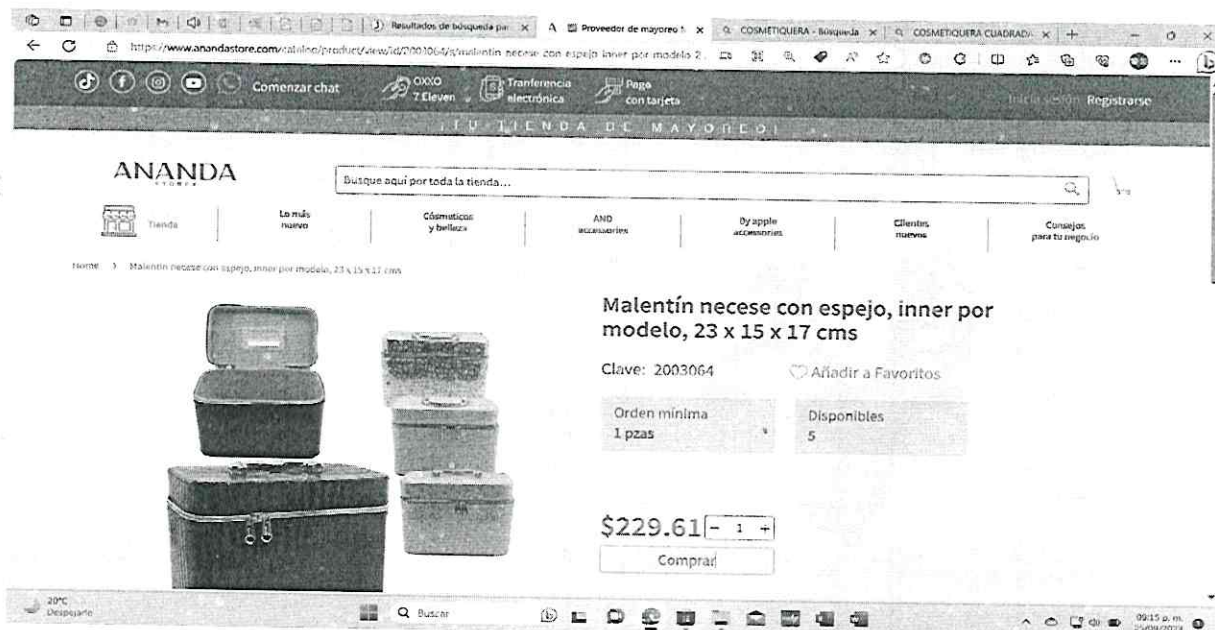 Resultados de búsqueda pa
Proveedor de mayoreo
COSMETIQUERA - Búsqueda
COSMETIQUERA CUADRAD
https://www.anandastore.com/catalog/product/view/id/2003064/s/malentin necese con espejo inner por modelo 2
Comenzar chat
OXXO
7 Eleven
Tranferencia
electrónica
Pago
con tarjeta
Inicia sesión Registrarse
TU TIENDA DE MAYOREO!
ANANDA
Busque aquí por toda la tienda...
Tienda
Lo más
nuevo
Cósmeticos
y belleza
AND
accessories
By apple
accessories
Clientes
nuevos
Consejos
para tu negocio
Home > Malentín necese con espejo, inner por modelo, 23 x 15 x 17 cms
Malentín necese con espejo, inner por
modelo, 23 x 15 x 17 cms
Clave: 2003064
Añadir a Favoritos
Orden mínima
1 pzas
Disponibles
5
$229.61
- 1 +
Comprar
20°C
Despejado
Buscar
09:15 p. m.